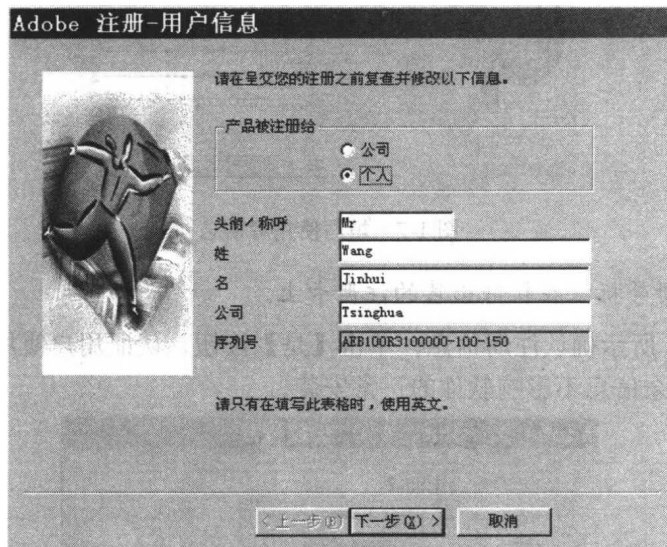 Adobe 注册-用户信息
请在呈交您的注册之前复查并修改以下信息。
产品被注册给
公司
个人
头衔/称呼 Mr
姓 Wang
名 Jinhui
公司 Tsinghua
序列号 AEB100R3100000-100-150
请只有在填写此表格时,使用英文。
<上一步(B) 下一步(X) > 取消